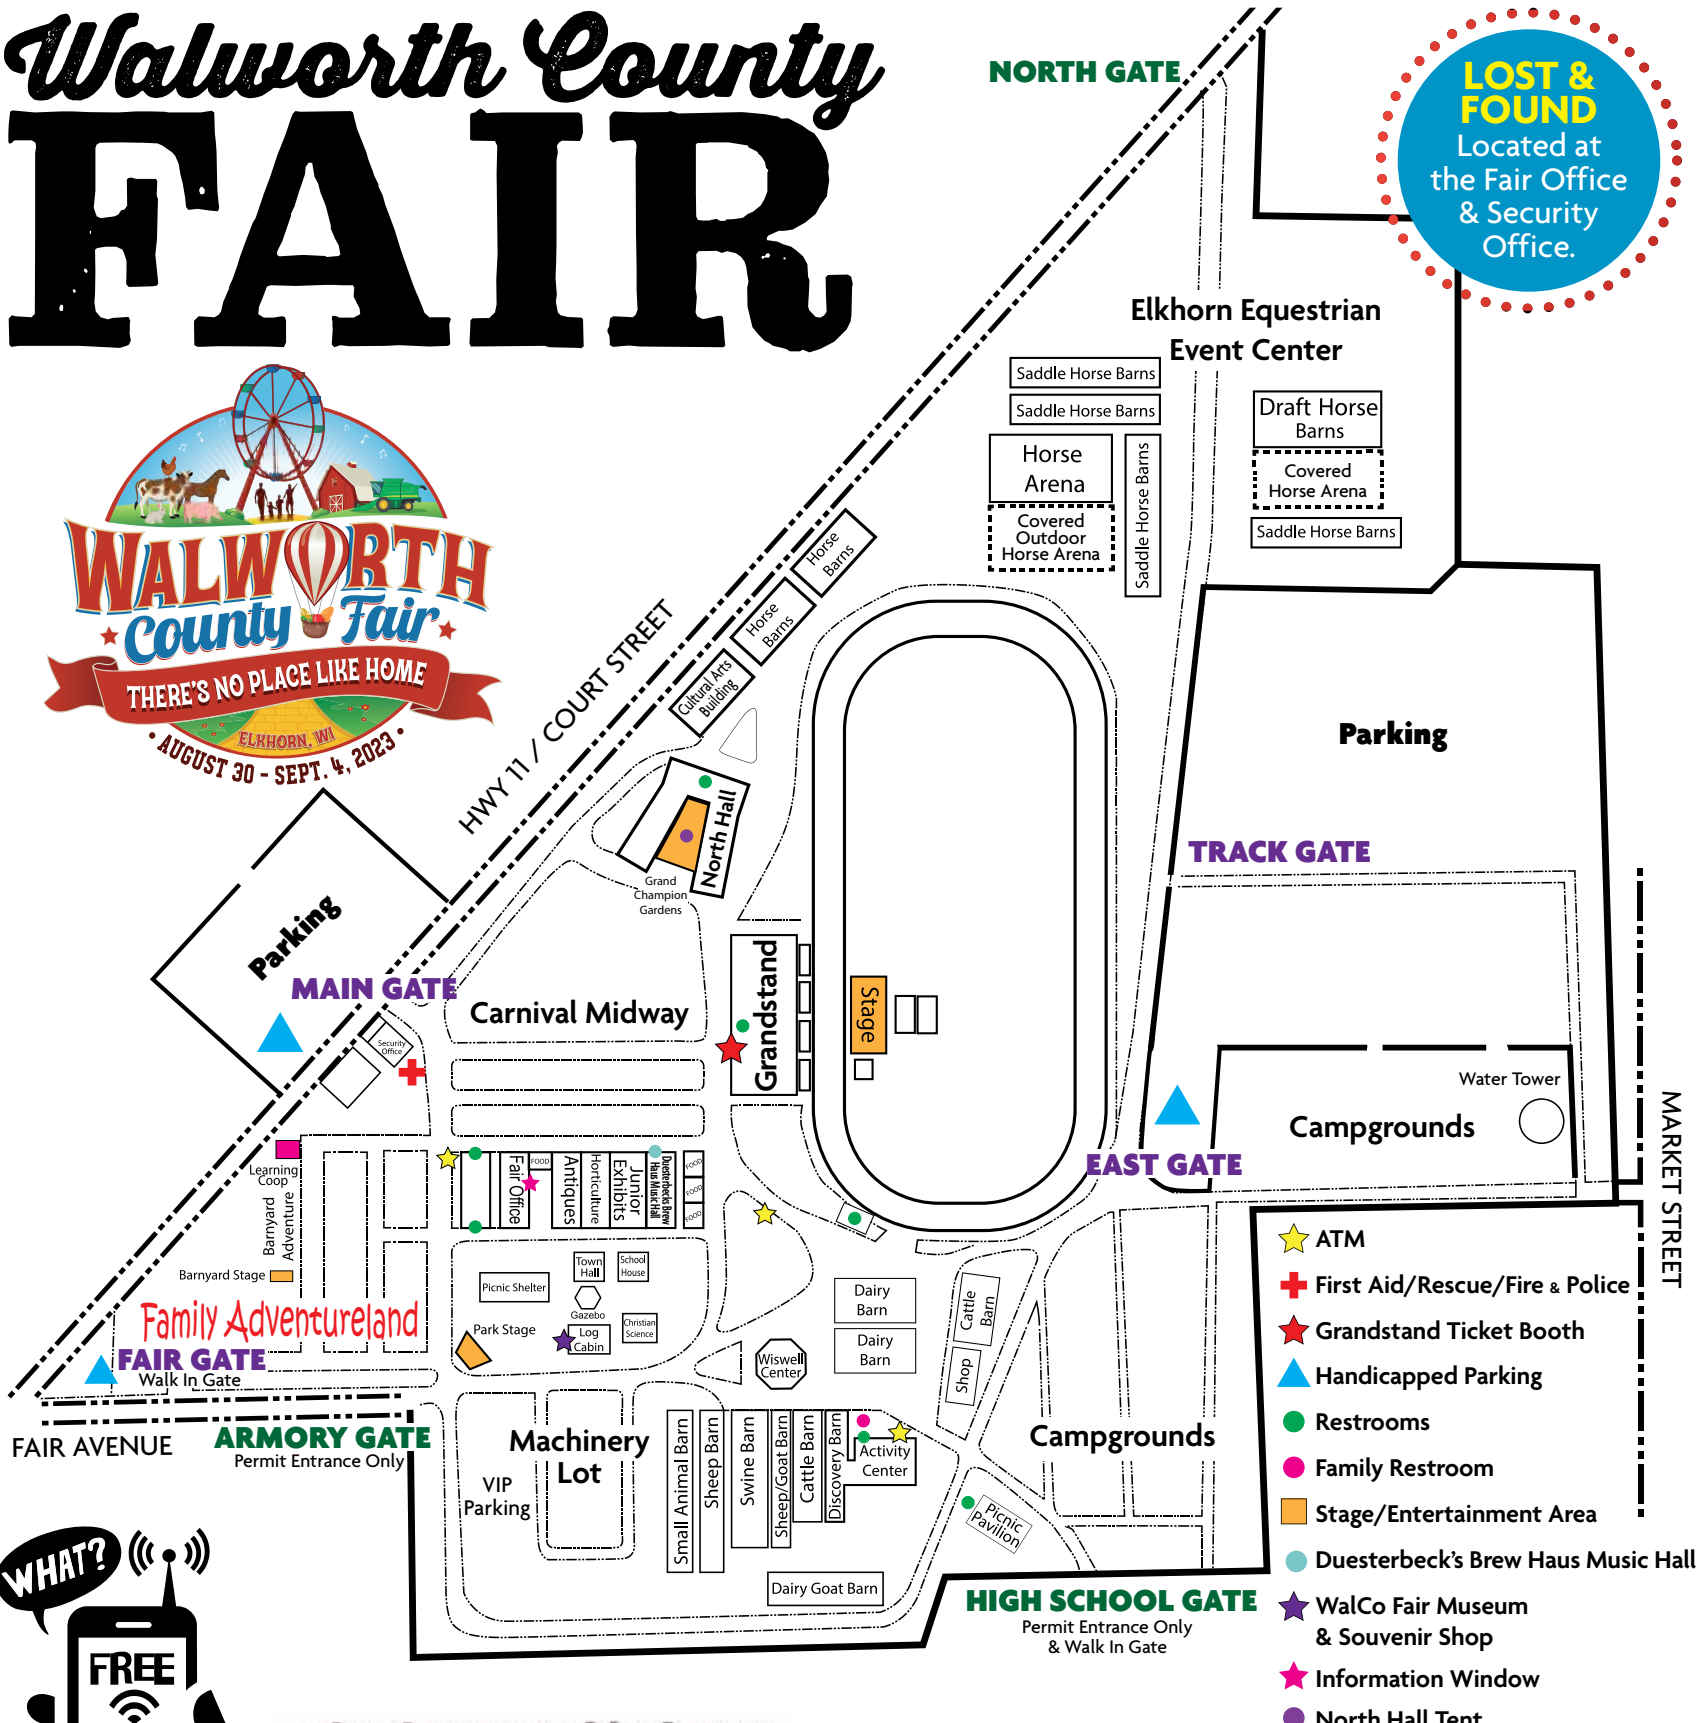 Walworth County
FAIR
NORTH GATE
LOST &
FOUND
Located at
the Fair Office
& Security
Office.
Elkhorn Equestrian
Event Center
Saddle Horse Barns
Saddle Horse Barns
Horse
Arena
Covered
Outdoor
Horse Arena
Saddle Horse Barns
Draft Horse
Barns
Covered
Horse Arena
Saddle Horse Barns
WALWORTH
County Fair
THERE'S NO PLACE LIKE HOME
ELKHORN, WI
• AUGUST 30 - SEPT. 4, 2023 •
HWY 11 / COURT STREET
Horse
Barns
Horse
Barns
Cultural Arts
Building
North Hall
Grand
Champion
Gardens
Parking
Parking
MAIN GATE
TRACK GATE
Carnival Midway
Grandstand
Stage
Security
Office
Water Tower
Campgrounds
EAST GATE
MARKET STREET
Learning
Coop
Barnyard
Adventure
Barnyard Stage
Family Adventureland
FAIR GATE
Walk In Gate
FAIR AVENUE
ARMORY GATE
Permit Entrance Only
Fair Office
FOOD
Antiques
Horticulture
Junior
Exhibits
Duesterbecks Brew
Haus Music Hall
FOOD
FOOD
FOOD
Picnic Shelter
Town
Hall
School
House
Gazebo
Park Stage
Log
Cabin
Christian
Science
Wiswell
Center
Dairy
Barn
Dairy
Barn
Cattle
Barn
Shop
Machinery
Lot
VIP
Parking
Small Animal Barn
Sheep Barn
Swine Barn
Sheep/Goat Barn
Cattle Barn
Discovery Barn
Activity
Center
Dairy Goat Barn
Campgrounds
Picnic
Pavilion
HIGH SCHOOL GATE
Permit Entrance Only
& Walk In Gate
ATM
First Aid/Rescue/Fire & Police
Grandstand Ticket Booth
Handicapped Parking
Restrooms
Family Restroom
Stage/Entertainment Area
Duesterbeck's Brew Haus Music Hall
WalCo Fair Museum
& Souvenir Shop
Information Window
North Hall Tent
WHAT?
FREE